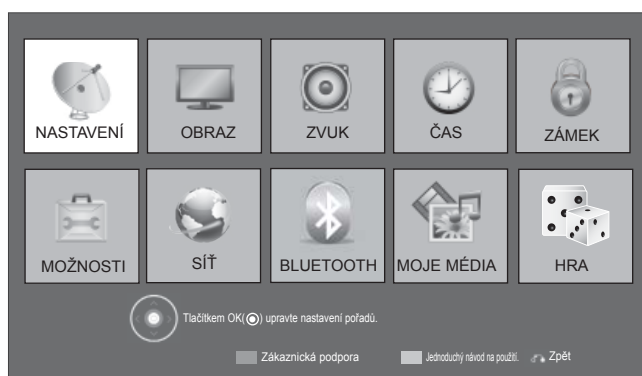 NASTAVENÍ OBRAZ ZVUK ČAS ZÁMEK
MOŽNOSTI SÍŤ BLUETOOTH MOJE MÉDIA HRA
Tlačítkem OK( ) upravte nastavení pořadů.
Zákaznická podpora Jednoduchý návod na použití. Zpět